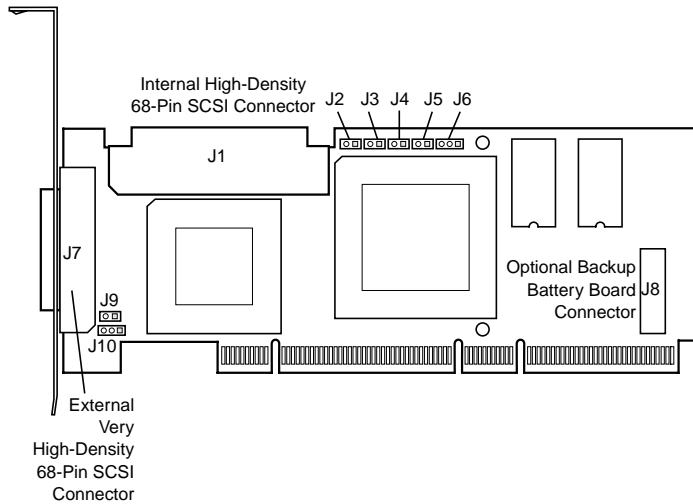 Internal High-Density
68-Pin SCSI Connector
J2 J3 J4 J5 J6
J1
J7
Optional Backup
Battery Board
Connector
J8
J9
J10
External
Very
High-Density
68-Pin SCSI
Connector